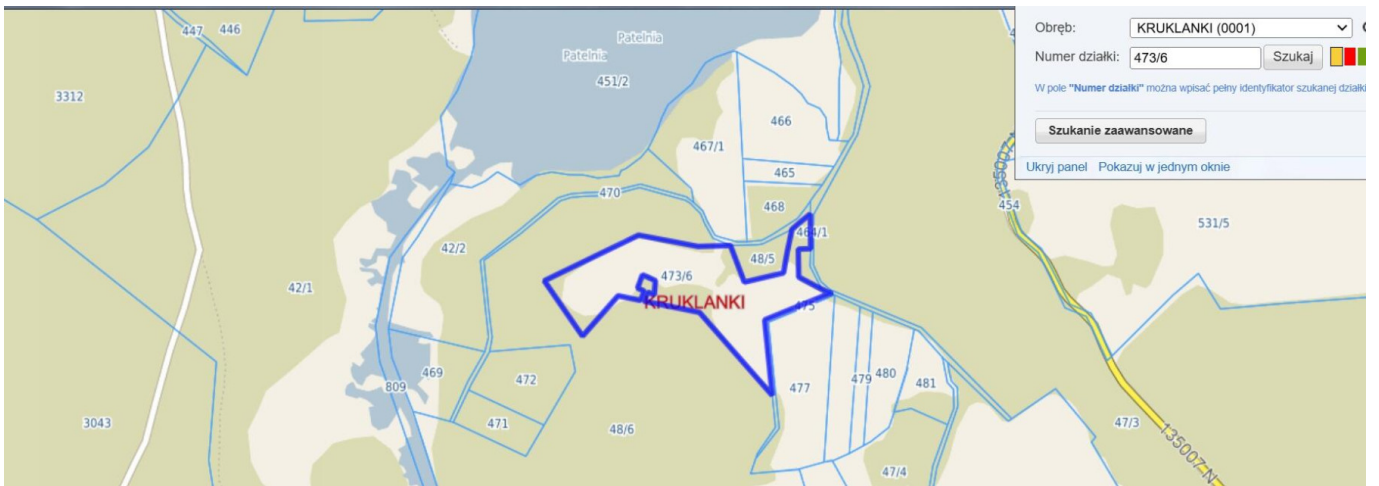 447
446
Patelnia
Patelnic
451/2
3312
466
467/1
465
470
468
464/1
42/2
48/5
473/6
KRUKLANKI
42/1
475
469
472
809
477
479
480
481
471
48/6
3043
47/4
47/3
135007 N
454
531/5
Obręb:
KRUKLANKI (0001)
Numer działki:
473/6
Szukaj
W pole "Numer działki" można wpisać pełny identyfikator szukanej działki
Szukanie zaawansowane
Ukryj panel Pokazuj w jednym oknie